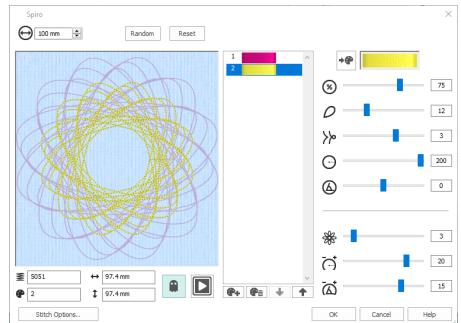 Spiro
100 mm
Random
Reset
1
2
75
12
3
200
0
3
20
15
5051
97.4 mm
2
97.4 mm
Stitch Options...
OK
Cancel
Help